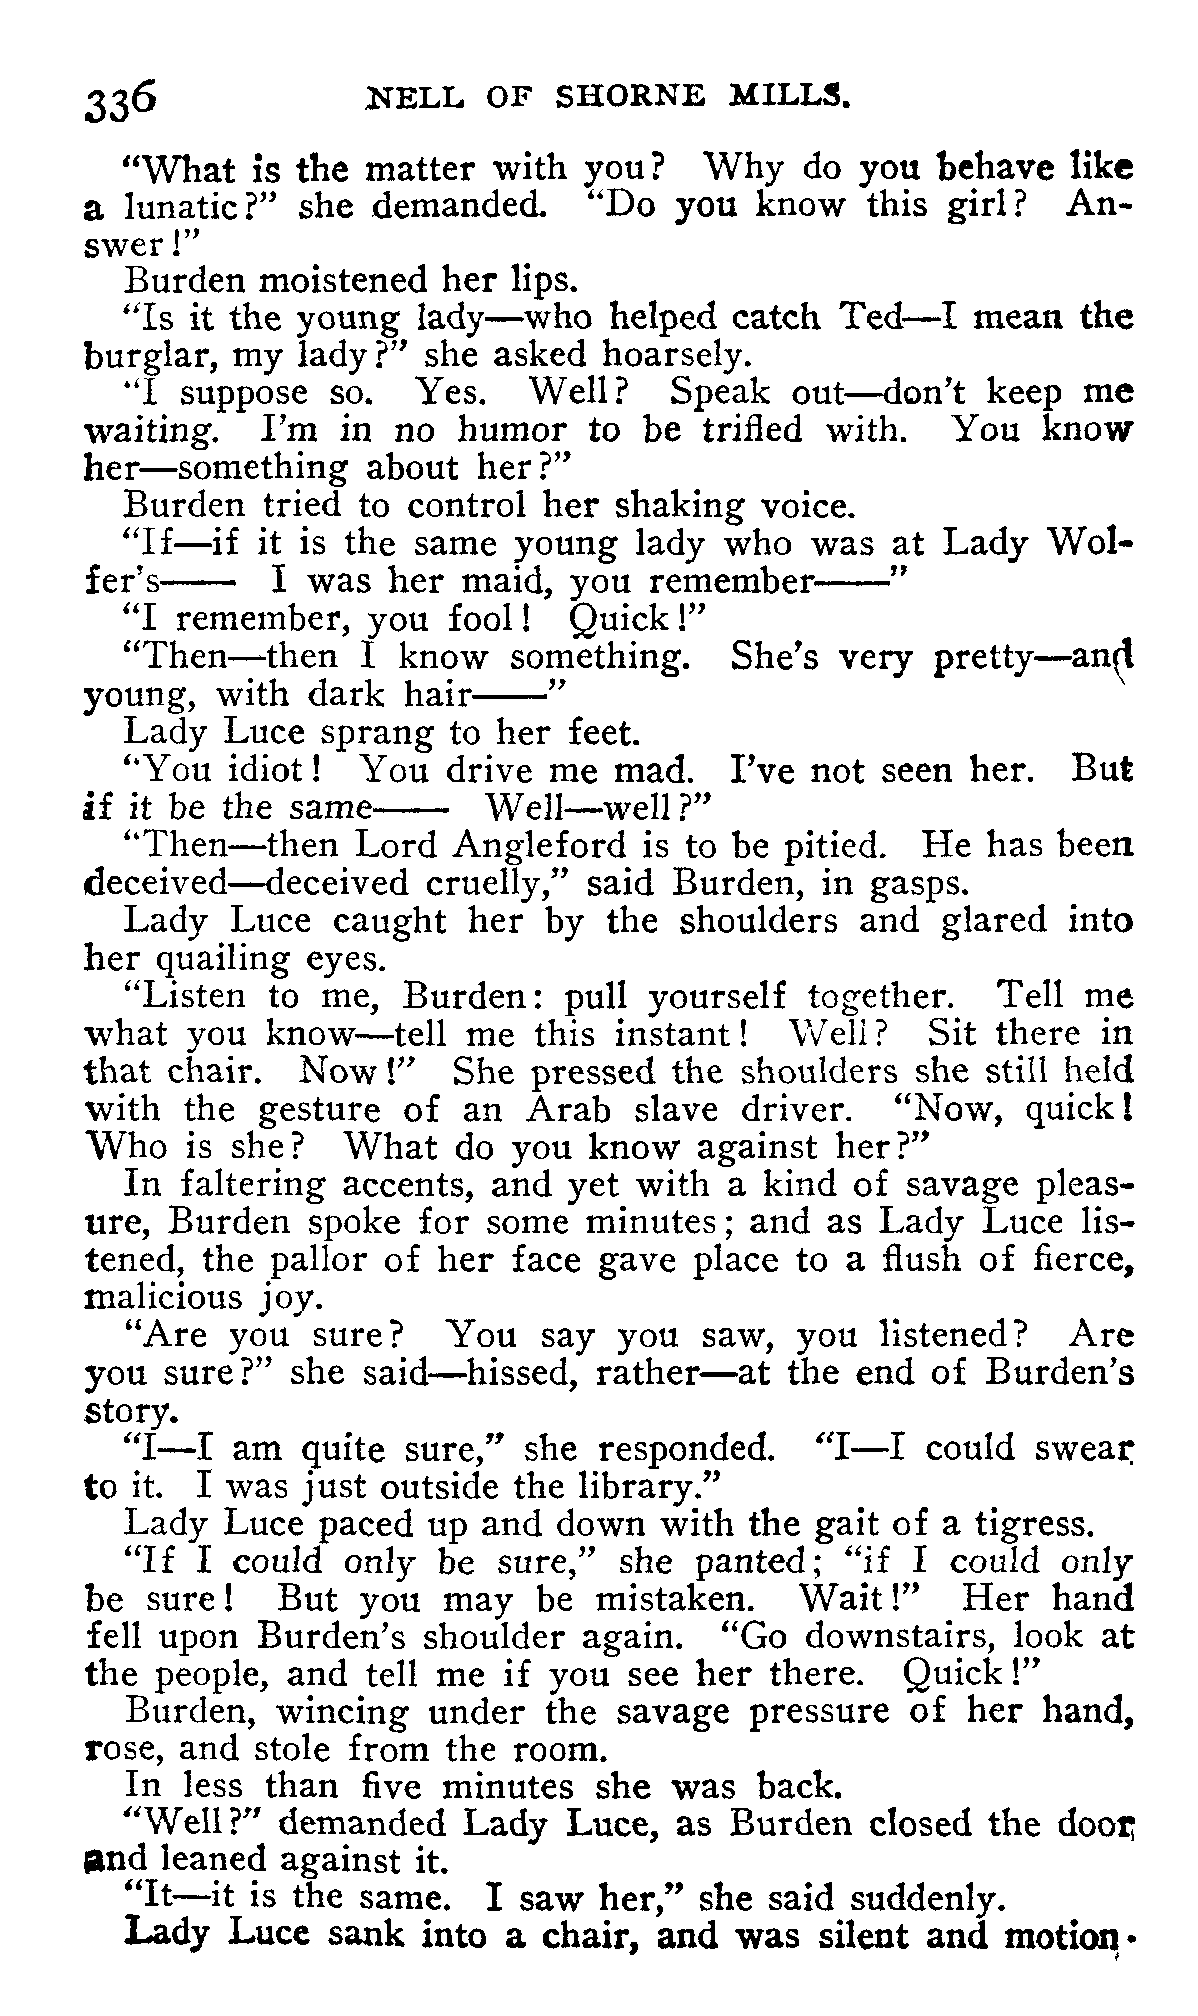 336 NELL OF SHORNE MILLS.
“What is the matter with you? Why do you behave like
a lunatic?” she demanded. “Do you know this girl? An-
swer!”
Burden moistened her lips.
“Is it the young lady—who helped catch Ted—I mean the
burglar, my lady?” she asked hoarsely.
“I suppose so. Yes. Well? Speak out—don't keep me
waiting. I'm in no humor to be trifled with. You know
her—something about her?”
Burden tried to control her shaking voice.
“If—if it is the same young lady who was at Lady Wol-
fer's—— I was her maid, you remember——”
“I remember, you fool! Quick!”
“Then—then I know something. She's very pretty—and
young, with dark hair——”
Lady Luce sprang to her feet.
“You idiot! You drive me mad. I've not seen her. But
if it be the same—— Well—well?”
“Then—then Lord Angleford is to be pitied. He has been
deceived—deceived cruelly,” said Burden, in gasps.
Lady Luce caught her by the shoulders and glared into
her quailing eyes.
“Listen to me, Burden: pull yourself together. Tell me
what you know—tell me this instant! Well? Sit there in
that chair. Now!” She pressed the shoulders she still held
with the gesture of an Arab slave driver. “Now, quick!
Who is she? What do you know against her?”
In faltering accents, and yet with a kind of savage pleas-
ure, Burden spoke for some minutes; and as Lady Luce lis-
tened, the pallor of her face gave place to a flush of fierce,
malicious joy.
“Are you sure? You say you saw, you listened? Are
you sure?” she said—hissed, rather—at the end of Burden's
story.
“I—I am quite sure,” she responded. “I—I could swear
to it. I was just outside the library.”
Lady Luce paced up and down with the gait of a tigress.
“If I could only be sure,” she panted; “if I could only
be sure! But you may be mistaken. Wait!” Her hand
fell upon Burden's shoulder again. “Go downstairs, look at
the people, and tell me if you see her there. Quick!”
Burden, wincing under the savage pressure of her hand,
rose, and stole from the room.
In less than five minutes she was back.
“Well?” demanded Lady Luce, as Burden closed the door
and leaned against it.
“It—it is the same. I saw her,” she said suddenly.
Lady Luce sank into a chair, and was silent and motion-